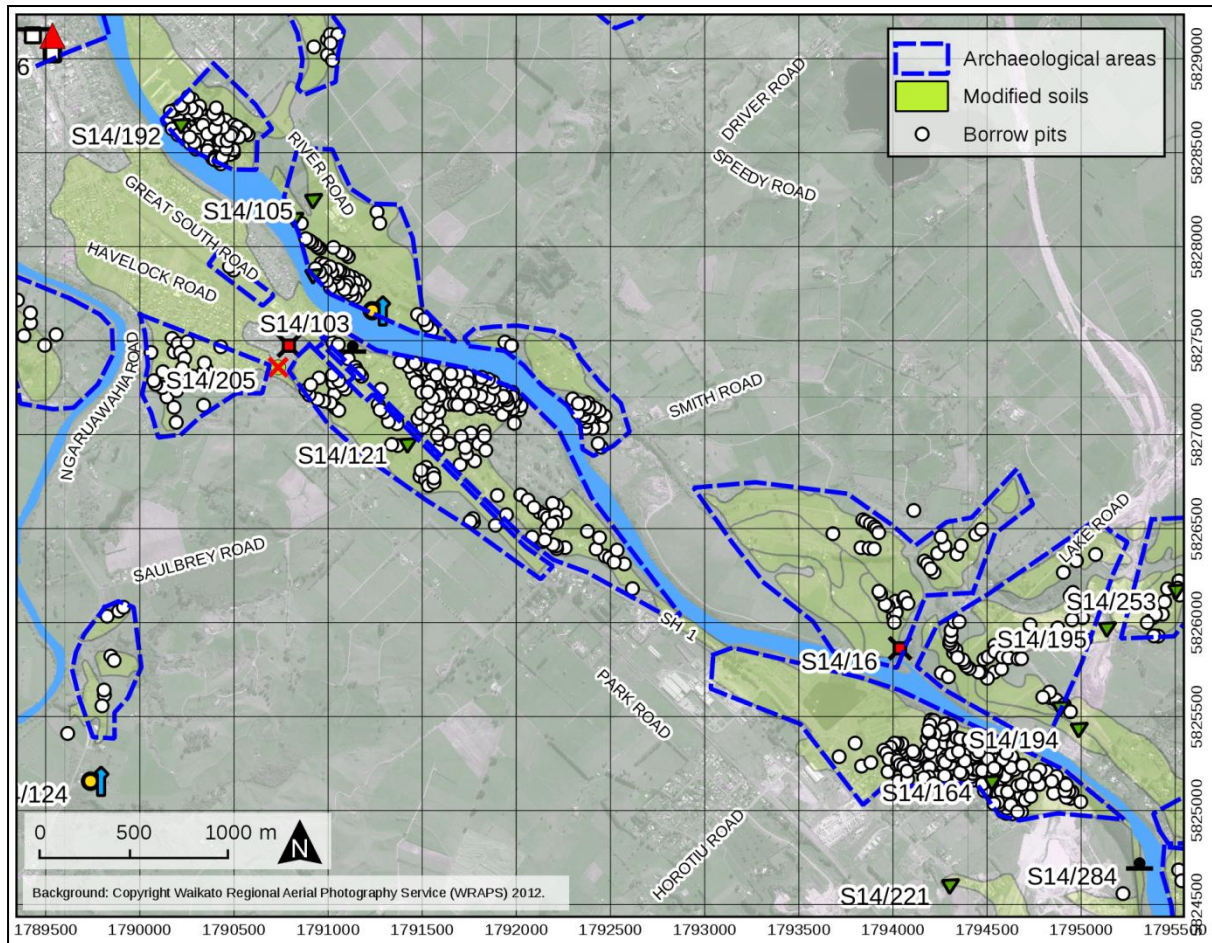 Archaeological areas
Modified soils
Borrow pits
6
S14/192
RIVER ROAD
DRIVER ROAD
SPEEDY ROAD
S14/105
GREAT SOUTH ROAD
HAVELOCK ROAD
S14/103
S14/205
NGARUAWAHIA ROAD
SMITH ROAD
S14/121
SAULBREY ROAD
LAKE ROAD
S14/253
S14/195
SH 1
S14/16
PARK ROAD
S14/194
S14/164
/124
HOROTIU ROAD
S14/284
S14/221
0 500 1000 m
N
Background: Copyright Waikato Regional Aerial Photography Service (WRAPS) 2012.
5829000
5828500
5828000
5827500
5827000
5826500
5826000
5825500
5825000
5824500
1789500 1790000 1790500 1791000 1791500 1792000 1792500 1793000 1793500 1794000 1794500 1795000 1795500